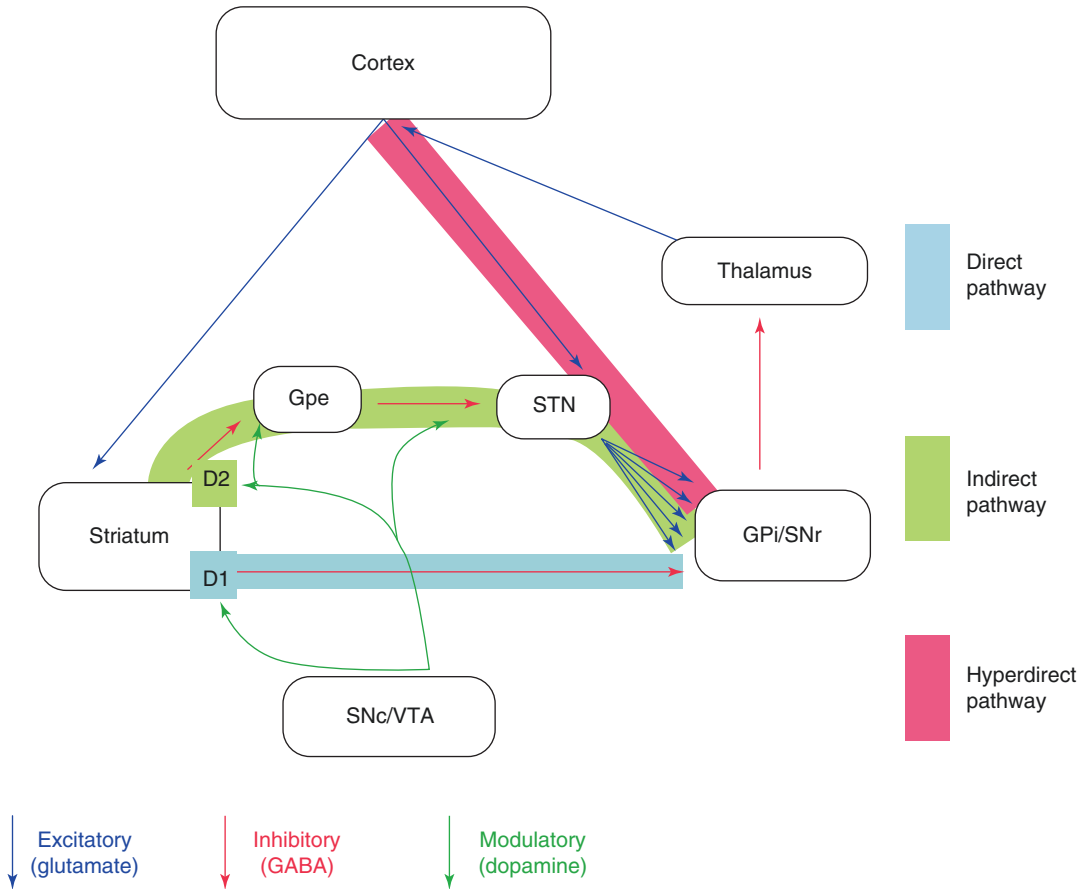 Cortex
Thalamus
Direct
pathway
Gpe
STN
D2
Striatum
GPi/SNr
Indirect
pathway
D1
SNc/VTA
Hyperdirect
pathway
Excitatory
(glutamate)
Inhibitory
(GABA)
Modulatory
(dopamine)